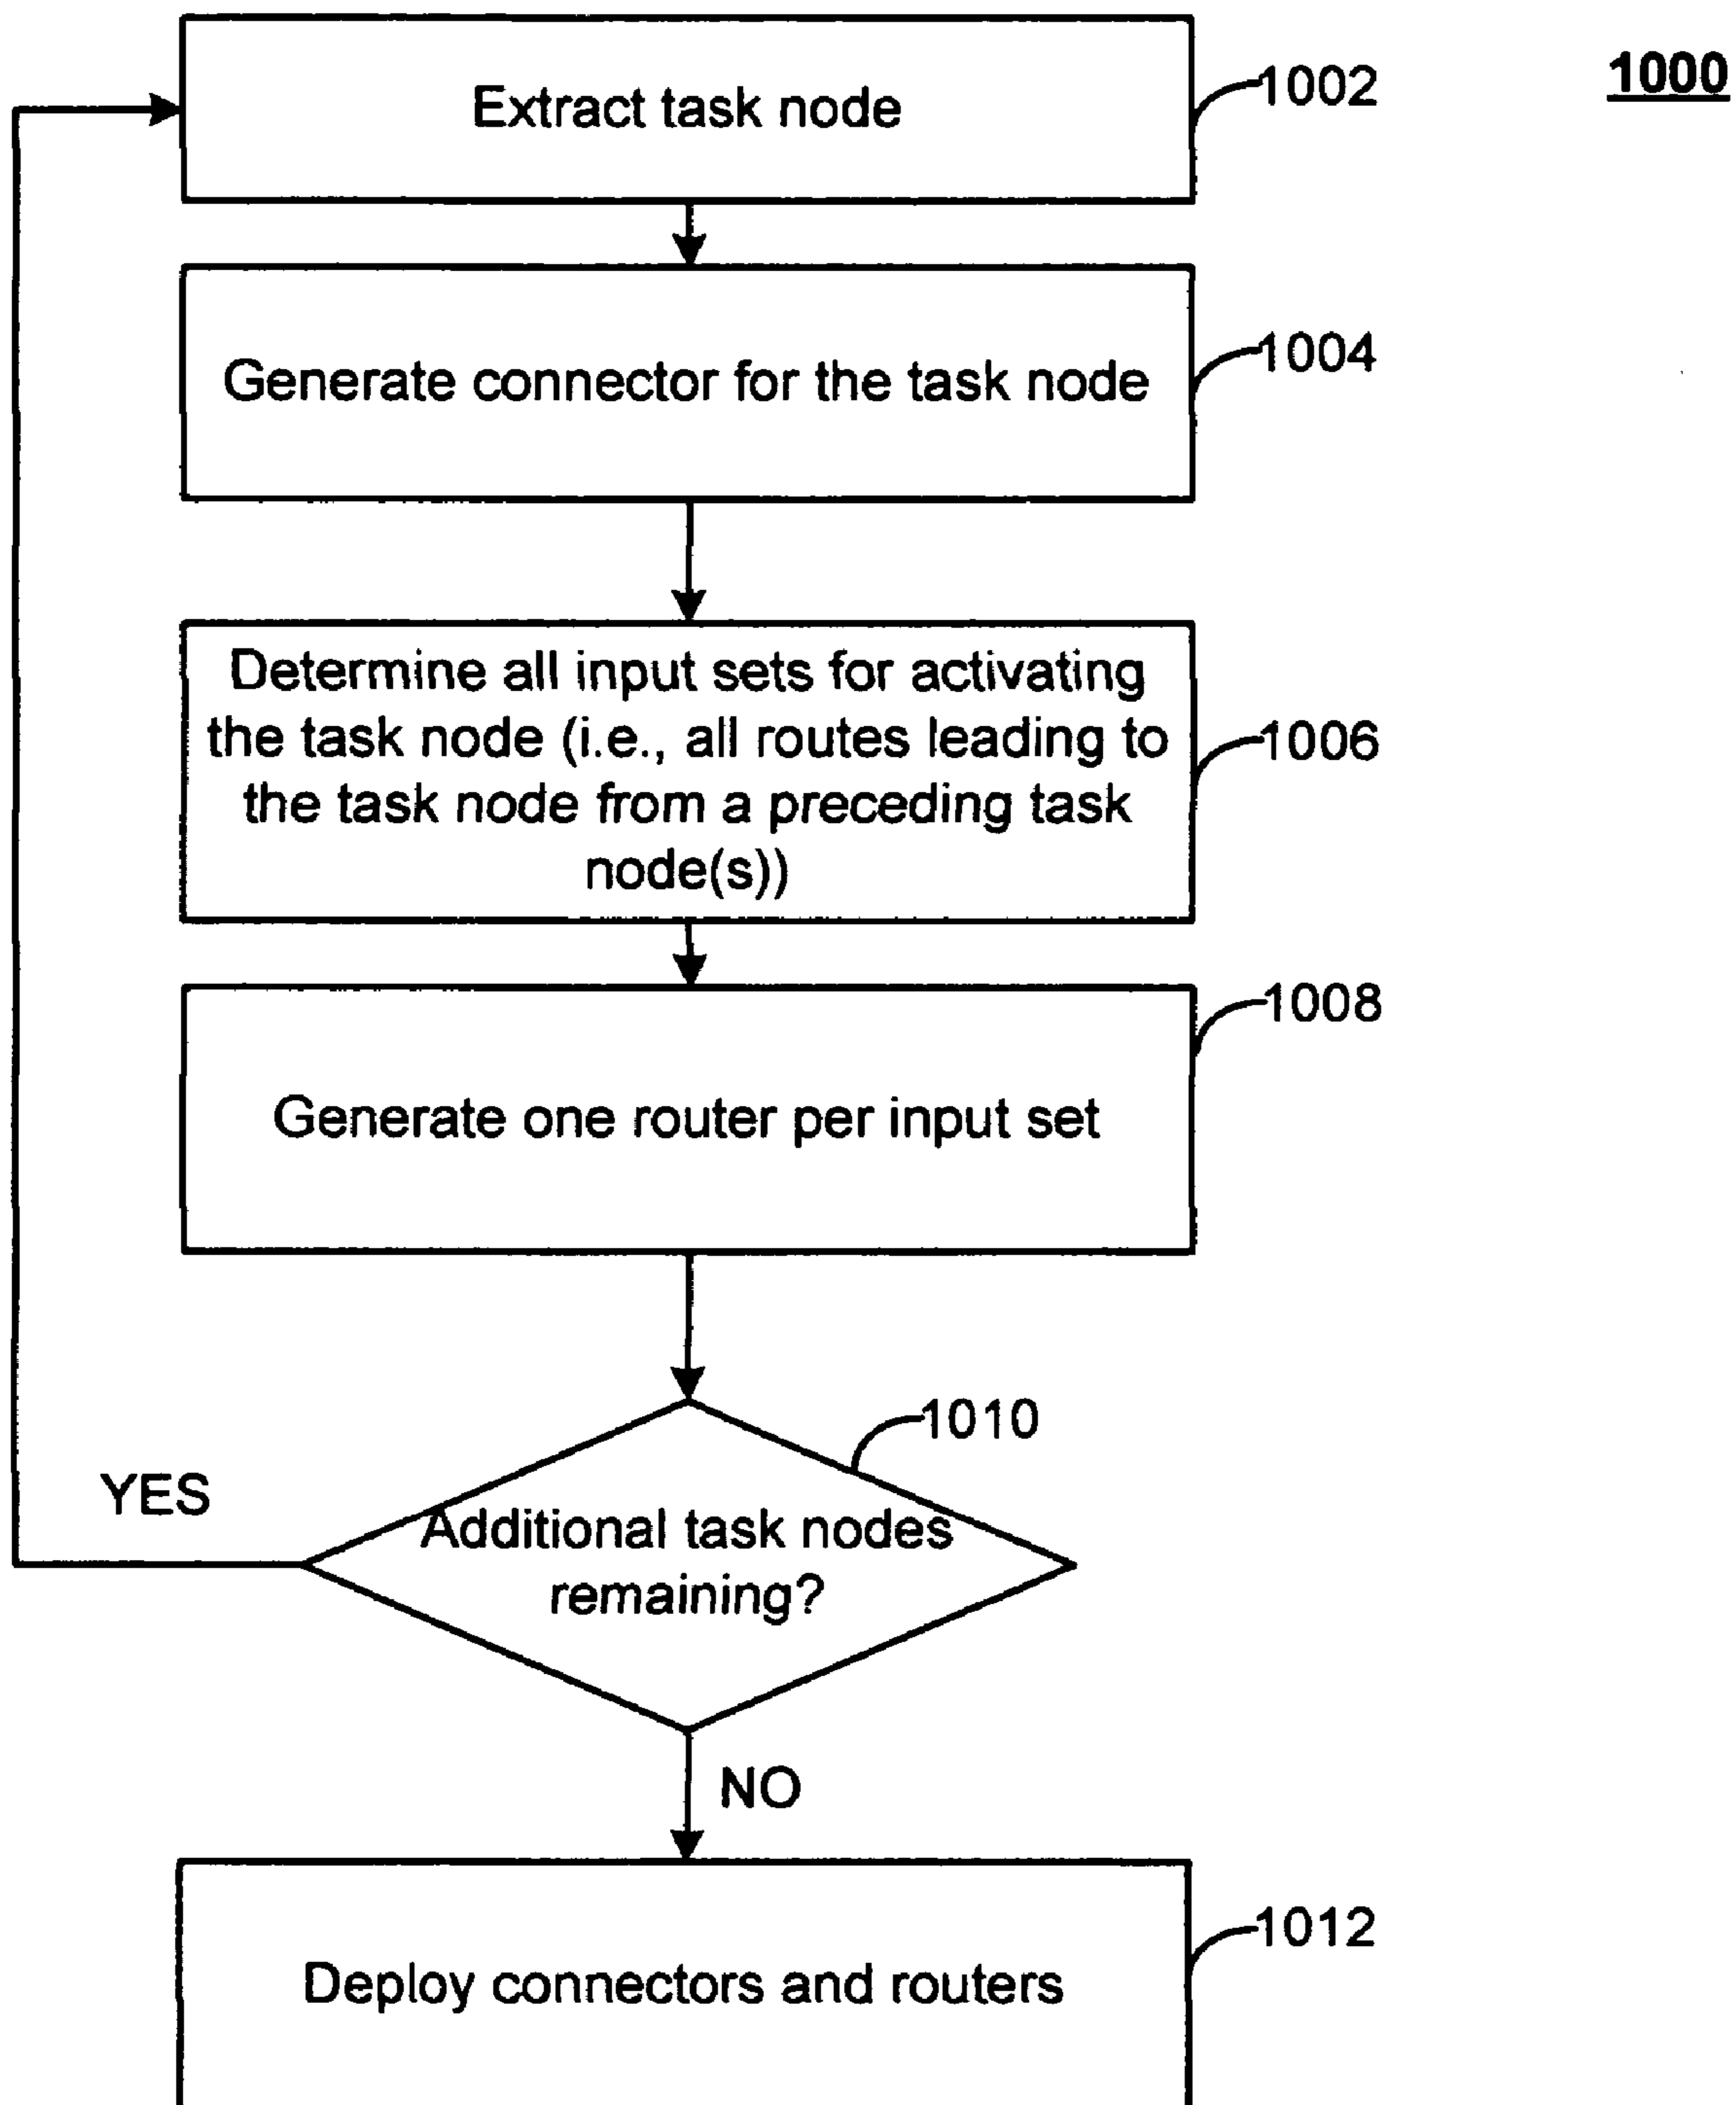 1000
Extract task node
1002
Generate connector for the task node
1004
Determine all input sets for activating
the task node (i.e., all routes leading to
the task node from a preceding task
node(s))
1006
Generate one router per input set
1008
1010
YES
Additional task nodes
remaining?
NO
Deploy connectors and routers
1012